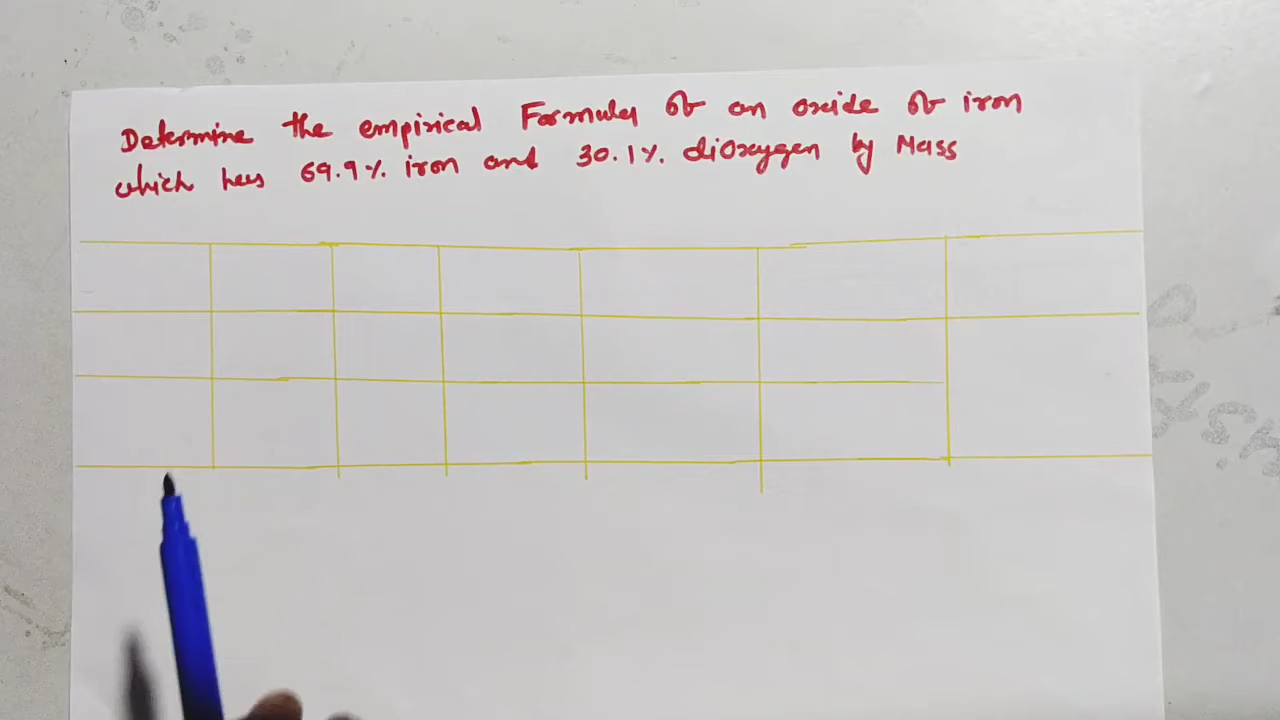 Determine the empirical Formula of an oxide of iron
which has 69.9% iron and 30.1% dioxygen by Mass